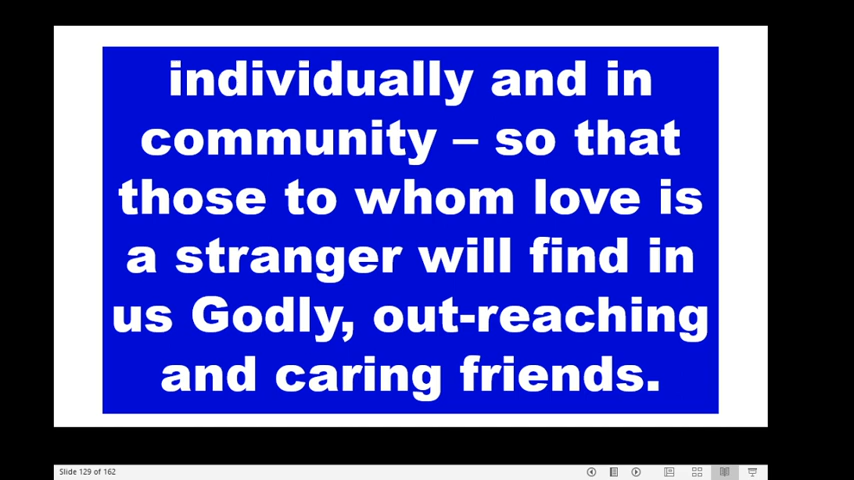 individually and in
community – so that
those to whom love is
a stranger will find in
us Godly, out-reaching
and caring friends.
Slide 129 of 162